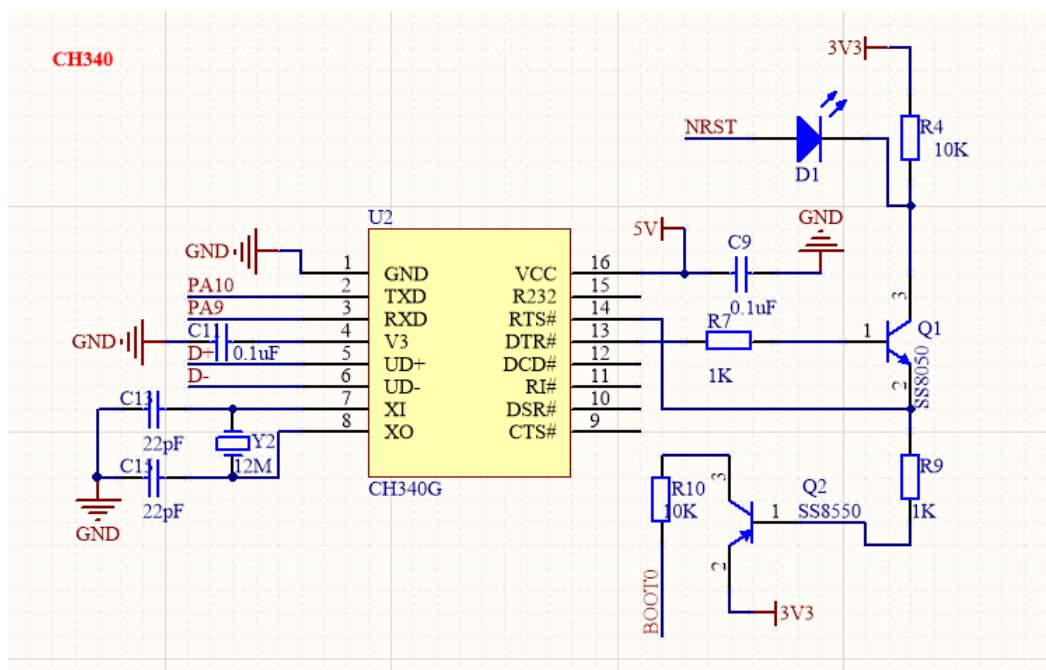 CH340
3V3
NRST
R4
10K
D1
U2
5V
GND
C9
0.1uF
GND
1
GND
VCC
16
PA10
2
TXD
R232
15
PA9
3
RXD
RTS#
14
GND
C11
0.1uF
4
V3
DTR#
13
R7
1K
3
1
Q1
SS8050
2
D+
5
UD+
DCD#
12
D-
6
UD-
RI#
11
7
XI
DSR#
10
8
XO
CTS#
9
C13
22pF
Y2
12M
C15
22pF
GND
CH340G
R10
10K
3
Q2
SS8550
1
2
R9
1K
BOOT0
3V3